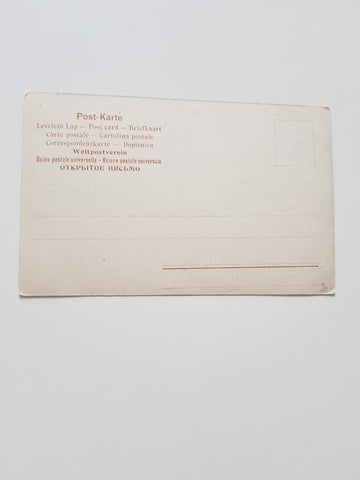 Post-Karte
Levelező Lap — Post card — Briefkaart
Carte postale — Cartolina postale
Correspondenzkarte — Dopisnica
Weltpostverein
Union postale universelle - Unione postale universale
ОТКРЫТОЕ ПИСЬМО